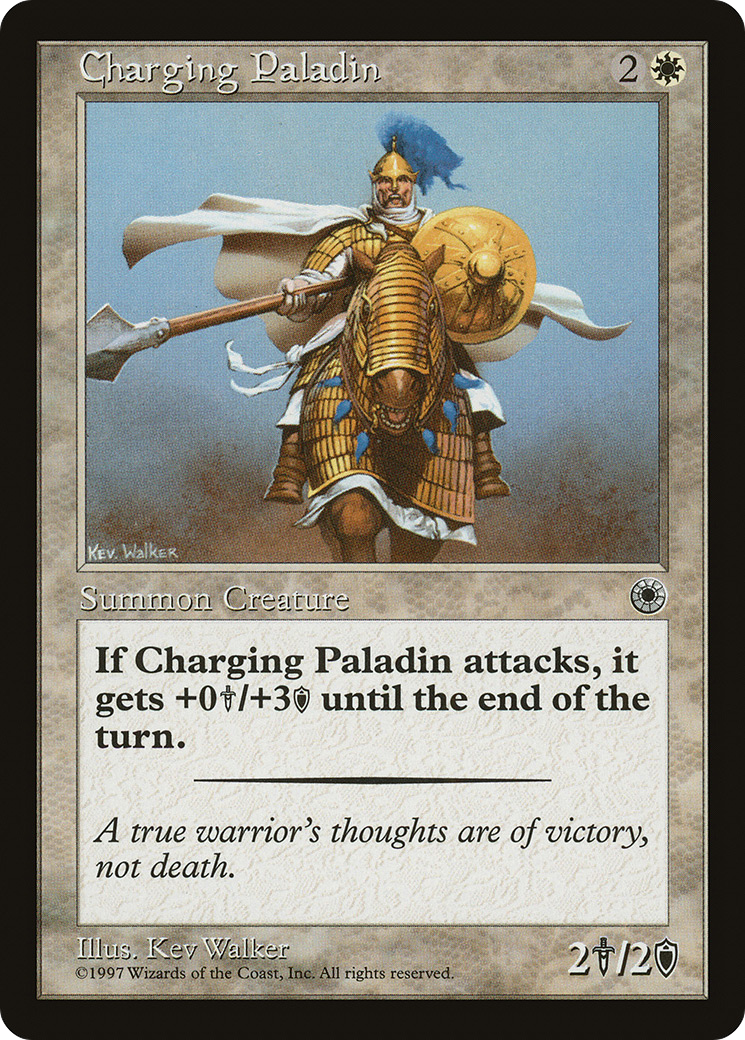 Charging Paladin 2
Kev. Walker
Summon Creature
If Charging Paladin attacks, it
gets +0/+3 until the end of the
turn.
A true warrior's thoughts are of victory,
not death.
Illus. Kev Walker
©1997 Wizards of the Coast, Inc. All rights reserved.
2/2